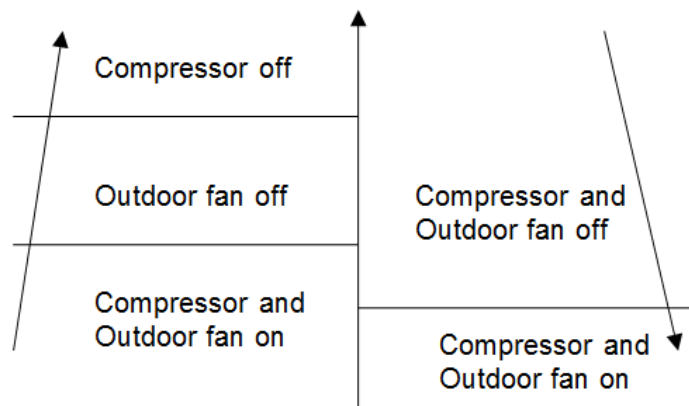 Compressor off
Outdoor fan off
Compressor and
Outdoor fan on
Compressor and
Outdoor fan off
Compressor and
Outdoor fan on